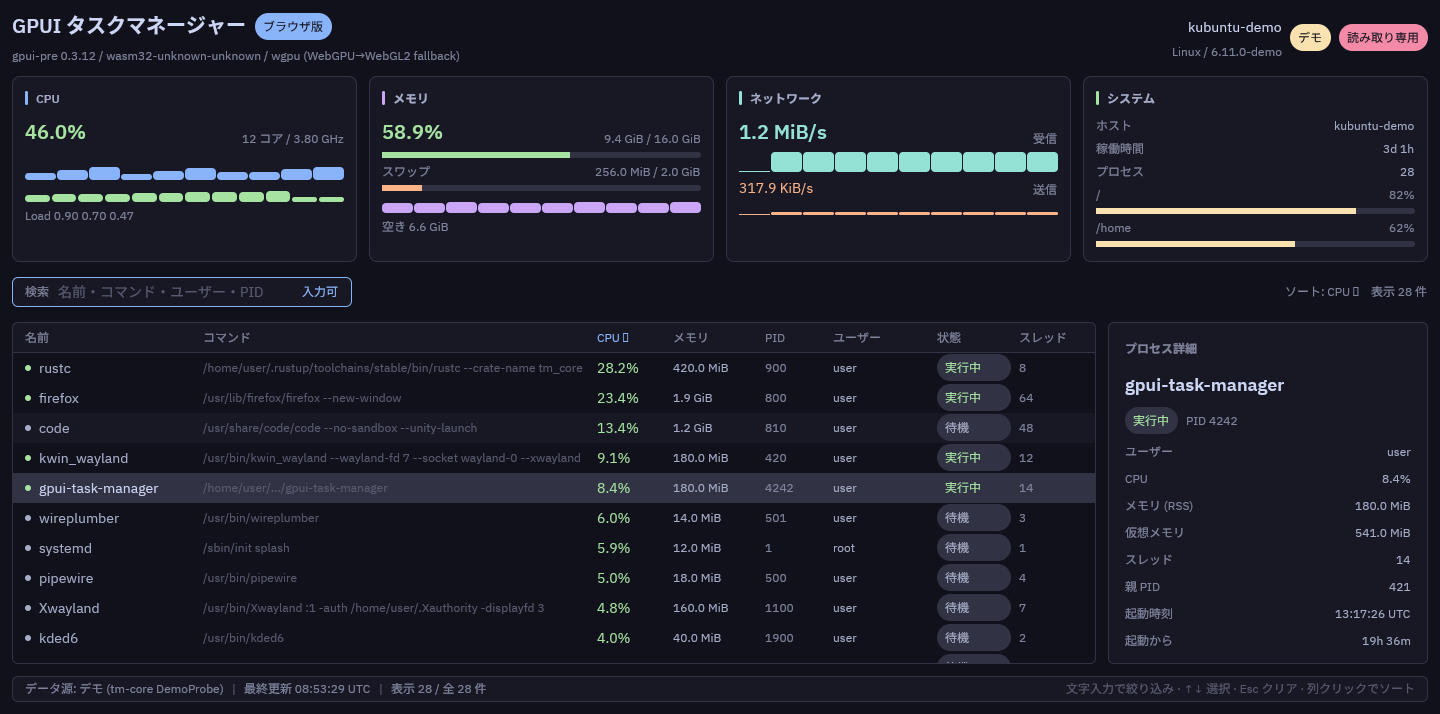 GPUI タスクマネージャー ブラウザ版
gpui-pre 0.3.12 / wasm32-unknown-unknown / wgpu (WebGPU→WebGL2 fallback)
kubuntu-demo
Linux / 6.11.0-demo
デモ 読み取り専用
CPU
46.0% 12 コア / 3.80 GHz
Load 0.90 0.70 0.47
メモリ
58.9% 9.4 GiB / 16.0 GiB
スワップ 256.0 MiB / 2.0 GiB
空き 6.6 GiB
ネットワーク
1.2 MiB/s 受信
317.9 KiB/s 送信
システム
ホスト kubuntu-demo
稼働時間 3d 1h
プロセス 28
/ 82%
/home 62%
検索 名前・コマンド・ユーザー・PID 入力可
ソート: CPU 表示 28 件
名前 コマンド CPU メモリ PID ユーザー 状態 スレッド
rustc /home/user/.rustup/toolchains/stable/bin/rustc --crate-name tm_core 28.2% 420.0 MiB 900 user 実行中 8
firefox /usr/lib/firefox/firefox --new-window 23.4% 1.9 GiB 800 user 実行中 64
code /usr/share/code/code --no-sandbox --unity-launch 13.4% 1.2 GiB 810 user 待機 48
kwin_wayland /usr/bin/kwin_wayland --wayland-fd 7 --socket wayland-0 --xwayland 9.1% 180.0 MiB 420 user 実行中 12
gpui-task-manager /home/user/.../gpui-task-manager 8.4% 180.0 MiB 4242 user 実行中 14
wireplumber /usr/bin/wireplumber 6.0% 14.0 MiB 501 user 待機 3
systemd /sbin/init splash 5.9% 12.0 MiB 1 root 待機 1
pipewire /usr/bin/pipewire 5.0% 18.0 MiB 500 user 待機 4
Xwayland /usr/bin/Xwayland :1 -auth /home/user/.Xauthority -displayfd 3 4.8% 160.0 MiB 1100 user 待機 7
kded6 /usr/bin/kded6 4.0% 40.0 MiB 1900 user 待機 2
プロセス詳細
gpui-task-manager
実行中 PID 4242
ユーザー user
CPU 8.4%
メモリ (RSS) 180.0 MiB
仮想メモリ 541.0 MiB
スレッド 14
親 PID 421
起動時刻 13:17:26 UTC
起動から 19h 36m
データ源: デモ (tm-core DemoProbe) | 最終更新 08:53:29 UTC | 表示 28 / 全 28 件
文字入力で絞り込み · ↑↓ 選択 · Esc クリア · 列クリックでソート